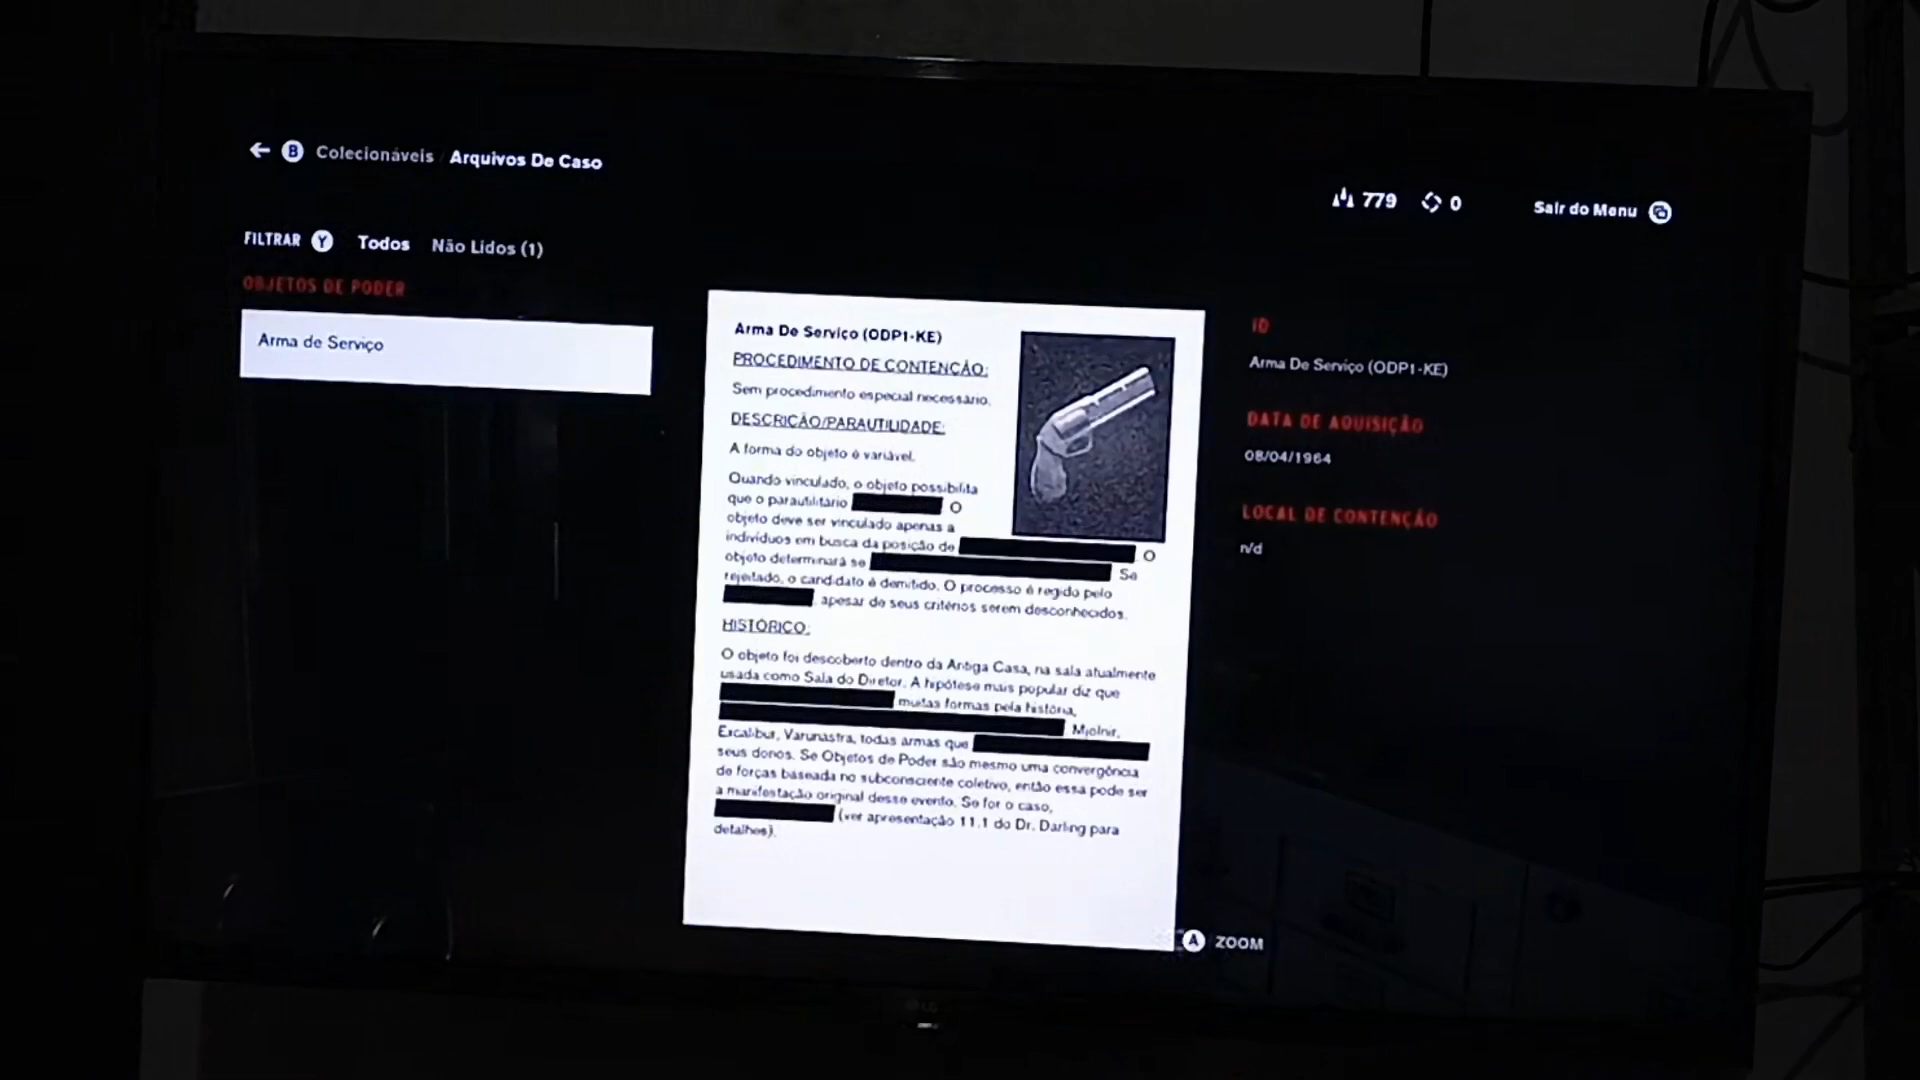 B Colecionáveis / Arquivos De Caso
779 0 Sair do Menu
FILTRAR Y Todos Não Lidos (1)
OBJETOS DE PODER
Arma de Serviço
Arma De Serviço (ODP1-KE)
PROCEDIMENTO DE CONTENÇÃO:
Sem procedimento especial necessário.
DESCRIÇÃO/PARAUTILIDADE:
A forma do objeto é variável.
Quando vinculado, o objeto possibilita
que o parautilitário O
objeto deve ser vinculado apenas a
indivíduos em busca da posição de O
objeto determinará se Se
rejeitado, o candidato é demitido. O processo é regido pelo
, apesar de seus critérios serem desconhecidos.
HISTÓRICO:
O objeto foi descoberto dentro da Antiga Casa, na sala atualmente
usada como Sala do Diretor. A hipótese mais popular diz que
muitas formas pela história,
Mjolnir,
Excalibur, Varunastra, todas armas que
seus donos. Se Objetos de Poder são mesmo uma convergência
de forças baseada no subconsciente coletivo, então essa pode ser
a manifestação original desse evento. Se for o caso,
(ver apresentação 11.1 do Dr. Darling para
detalhes).
ID
Arma De Serviço (ODP1-KE)
DATA DE AQUISIÇÃO
08/04/1964
LOCAL DE CONTENÇÃO
n/d
A ZOOM
LG